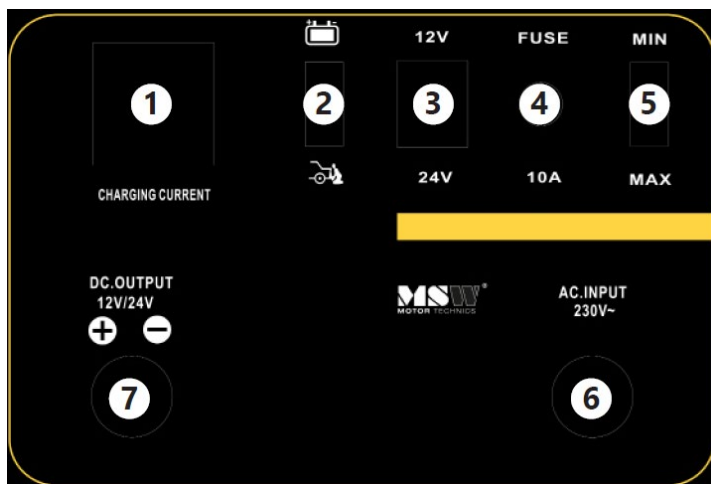 12V FUSE MIN
1 2 3 4 5
24V 10A MAX
CHARGING CURRENT
DC.OUTPUT
12V/24V
MSW®
MOTOR TECHNICS
AC.INPUT
230V~
7 6